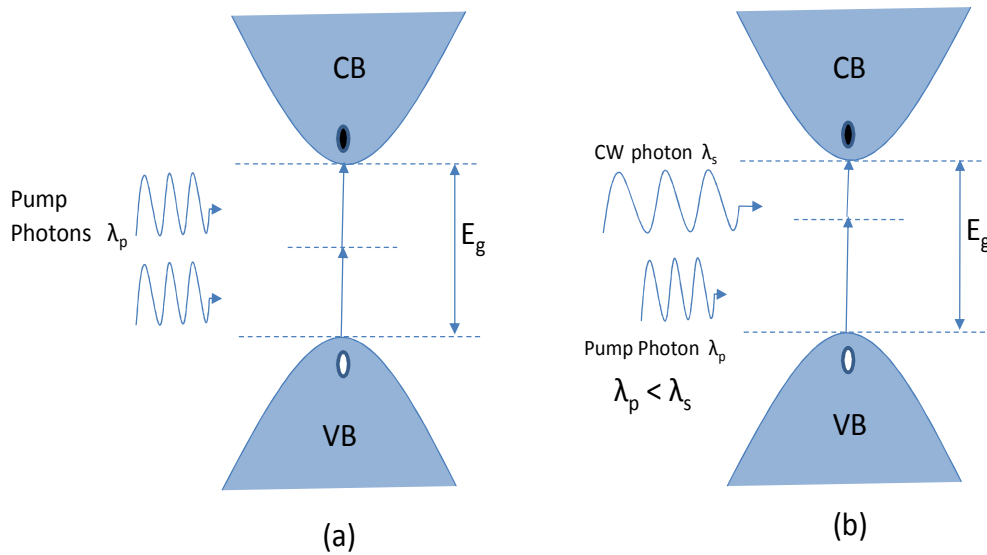 CB
Pump
Photons λp
Eg
VB
(a)
CB
CW photon λs
Eg
Pump Photon λp
λp < λs
VB
(b)